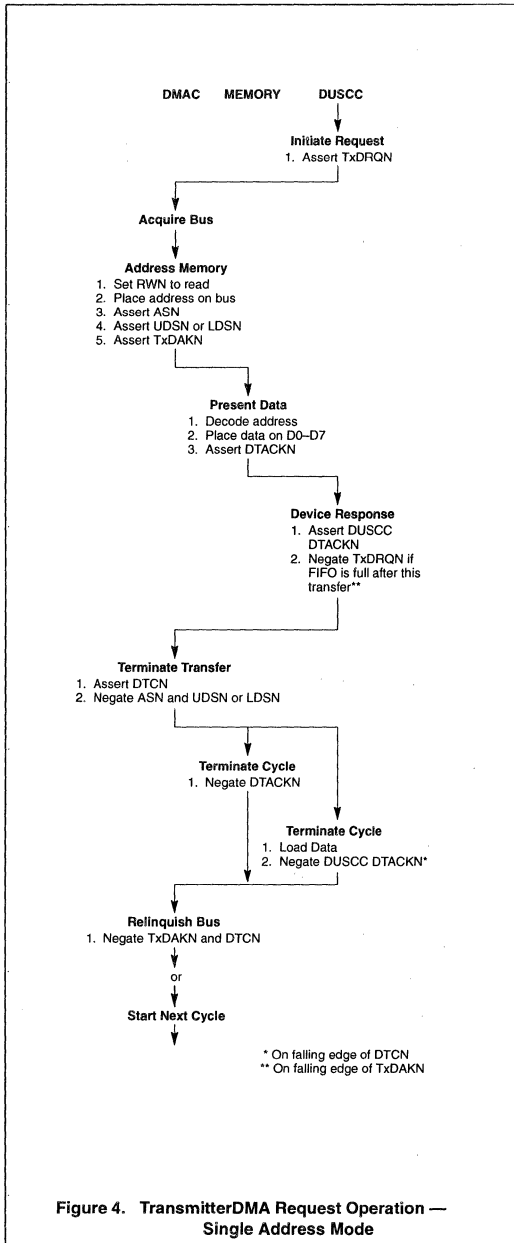 DMAC MEMORY DUSCC
Initiate Request
1. Assert TxDRQN
Acquire Bus
Address Memory
1. Set RWN to read
2. Place address on bus
3. Assert ASN
4. Assert UDSN or LDSN
5. Assert TxDAKN
Present Data
1. Decode address
2. Place data on D0–D7
3. Assert DTACKN
Device Response
1. Assert DUSCC
DTACKN
2. Negate TxDRQN if
FIFO is full after this
transfer**
Terminate Transfer
1. Assert DTCN
2. Negate ASN and UDSN or LDSN
Terminate Cycle
1. Negate DTACKN
Terminate Cycle
1. Load Data
2. Negate DUSCC DTACKN*
Relinquish Bus
1. Negate TxDAKN and DTCN
or
Start Next Cycle
* On falling edge of DTCN
** On falling edge of TxDAKN
Figure 4. TransmitterDMA Request Operation —
Single Address Mode